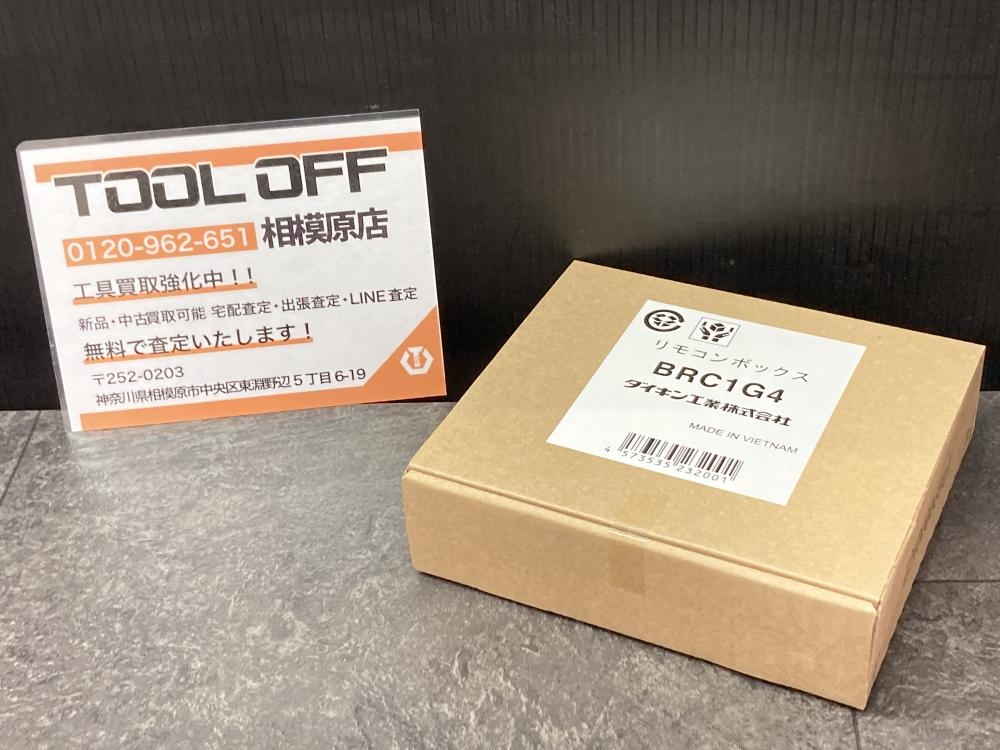 TOOL OFF
0120-962-651 相模原店
工具買取強化中!!
新品・中古買取可能 宅配査定・出張査定・LINE査定
無料で査定いたします!
〒252-0203
神奈川県相模原市中央区東淵野辺5丁目6-19
リモコンボックス
BRC1G4
ダイキン工業株式会社
MADE IN VIETNAM
4 573535 232001